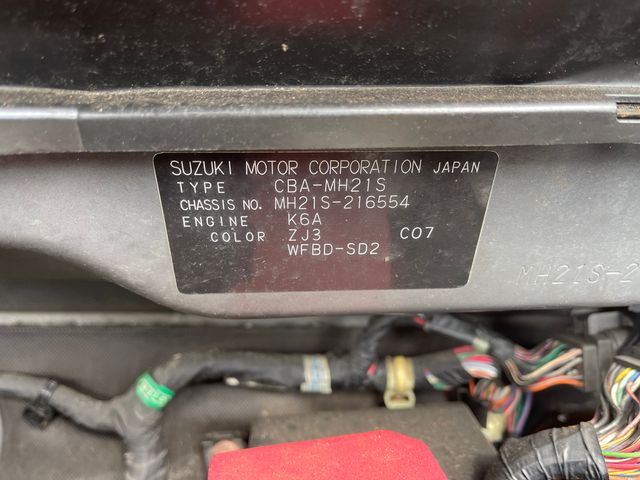 SUZUKI MOTOR CORPORATION JAPAN
TYPE CBA-MH21S
CHASSIS NO. MH21S-216554
ENGINE K6A
COLOR ZJ3 C07
WFBD-SD2
MH21S-2